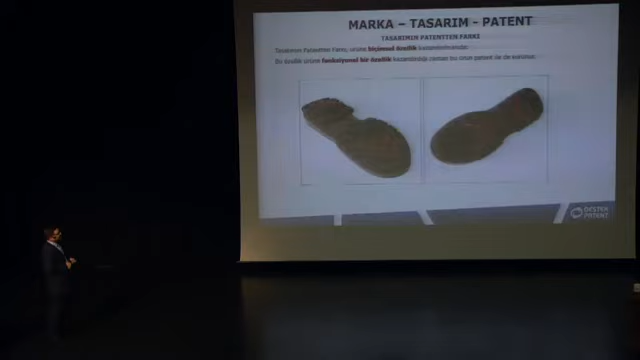 MARKA – TASARIM - PATENT
TASARIMIN PATENTTEN FARKI
Tasarımın Patentten Farkı, ürüne biçimsel özellik kazandırmasıdır.
Bu özellik ürüne fonksiyonel bir özellik kazandırdığı zaman bu ürün patent ile de korunur.
DESTEK
PATENT